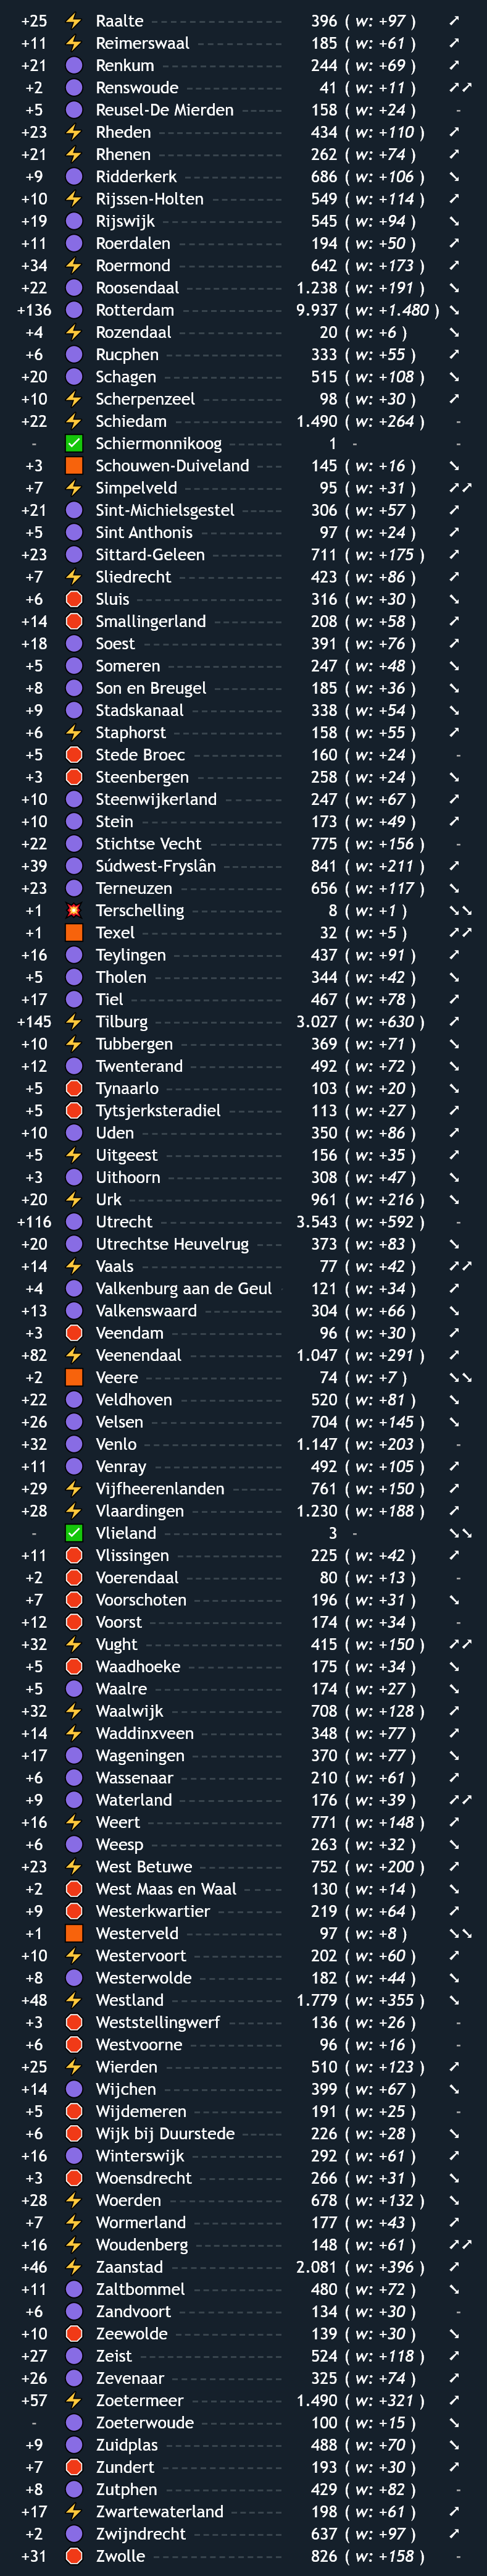 +25 ⚡ Raalte 396 ( w: +97 ) ➚
+11 ⚡ Reimerswaal 185 ( w: +61 ) ➚
+21 🟣 Renkum 244 ( w: +69 ) ➚
+2 🟣 Renswoude 41 ( w: +11 ) ➚➚
+5 🟣 Reusel-De Mierden 158 ( w: +24 ) -
+23 ⚡ Rheden 434 ( w: +110 ) ➚
+21 ⚡ Rhenen 262 ( w: +74 ) ➚
+9 🟣 Ridderkerk 686 ( w: +106 ) ➘
+10 ⚡ Rijssen-Holten 549 ( w: +114 ) ➚
+19 🟣 Rijswijk 545 ( w: +94 ) ➘
+11 🟣 Roerdalen 194 ( w: +50 ) ➚
+34 ⚡ Roermond 642 ( w: +173 ) ➚
+22 🟣 Roosendaal 1.238 ( w: +191 ) ➘
+136 🟣 Rotterdam 9.937 ( w: +1.480 ) ➘
+4 ⚡ Rozendaal 20 ( w: +6 ) ➘
+6 🟣 Rucphen 333 ( w: +55 ) ➚
+20 🟣 Schagen 515 ( w: +108 ) ➘
+10 ⚡ Scherpenzeel 98 ( w: +30 ) ➚
+22 ⚡ Schiedam 1.490 ( w: +264 ) -
- ✅ Schiermonnikoog 1 - -
+3 🟧 Schouwen-Duiveland 145 ( w: +16 ) ➘
+7 ⚡ Simpelveld 95 ( w: +31 ) ➚➚
+21 🟣 Sint-Michielsgestel 306 ( w: +57 ) ➚
+5 🟣 Sint Anthonis 97 ( w: +24 ) ➚
+23 🟣 Sittard-Geleen 711 ( w: +175 ) ➚
+7 ⚡ Sliedrecht 423 ( w: +86 ) ➚
+6 🛑 Sluis 316 ( w: +30 ) ➘
+14 🛑 Smallingerland 208 ( w: +58 ) ➚
+18 🟣 Soest 391 ( w: +76 ) ➚
+5 🟣 Someren 247 ( w: +48 ) ➘
+8 🟣 Son en Breugel 185 ( w: +36 ) ➘
+9 🟣 Stadskanaal 338 ( w: +54 ) ➘
+6 ⚡ Staphorst 158 ( w: +55 ) ➚
+5 🛑 Stede Broec 160 ( w: +24 ) -
+3 🛑 Steenbergen 258 ( w: +24 ) ➘
+10 🟣 Steenwijkerland 247 ( w: +67 ) ➚
+10 🟣 Stein 173 ( w: +49 ) ➚
+22 🟣 Stichtse Vecht 775 ( w: +156 ) -
+39 🟣 Súdwest-Fryslân 841 ( w: +211 ) ➚
+23 🟣 Terneuzen 656 ( w: +117 ) ➘
+1 💥 Terschelling 8 ( w: +1 ) ➘➘
+1 🟧 Texel 32 ( w: +5 ) ➚➚
+16 🟣 Teylingen 437 ( w: +91 ) ➚
+5 🟣 Tholen 344 ( w: +42 ) ➘
+17 🟣 Tiel 467 ( w: +78 ) ➚
+145 ⚡ Tilburg 3.027 ( w: +630 ) ➚
+10 ⚡ Tubbergen 369 ( w: +71 ) ➘
+12 🟣 Twenterand 492 ( w: +72 ) ➘
+5 🛑 Tynaarlo 103 ( w: +20 ) ➘
+5 🛑 Tytsjerksteradiel 113 ( w: +27 ) ➚
+10 🟣 Uden 350 ( w: +86 ) ➚
+5 ⚡ Uitgeest 156 ( w: +35 ) ➚
+3 🟣 Uithoorn 308 ( w: +47 ) ➘
+20 ⚡ Urk 961 ( w: +216 ) ➘
+116 🟣 Utrecht 3.543 ( w: +592 ) -
+20 🟣 Utrechtse Heuvelrug 373 ( w: +83 ) ➘
+14 ⚡ Vaals 77 ( w: +42 ) ➚➚
+4 🟣 Valkenburg aan de Geul 121 ( w: +34 ) ➚
+13 🟣 Valkenswaard 304 ( w: +66 ) ➘
+3 🛑 Veendam 96 ( w: +30 ) ➚
+82 ⚡ Veenendaal 1.047 ( w: +291 ) ➚
+2 🟧 Veere 74 ( w: +7 ) ➘➘
+22 🟣 Veldhoven 520 ( w: +81 ) ➘
+26 🟣 Velsen 704 ( w: +145 ) ➘
+32 🟣 Venlo 1.147 ( w: +203 ) -
+11 🟣 Venray 492 ( w: +105 ) ➚
+29 ⚡ Vijfheerenlanden 761 ( w: +150 ) ➚
+28 ⚡ Vlaardingen 1.230 ( w: +188 ) ➚
- ✅ Vlieland 3 - ➘➘
+11 🛑 Vlissingen 225 ( w: +42 ) ➚
+2 🛑 Voerendaal 80 ( w: +13 ) -
+7 🛑 Voorschoten 196 ( w: +31 ) ➘
+12 🛑 Voorst 174 ( w: +34 ) -
+32 ⚡ Vught 415 ( w: +150 ) ➚➚
+5 🛑 Waadhoeke 175 ( w: +34 ) ➘
+5 🟣 Waalre 174 ( w: +27 ) ➘
+32 ⚡ Waalwijk 708 ( w: +128 ) ➚
+14 ⚡ Waddinxveen 348 ( w: +77 ) ➚
+17 🟣 Wageningen 370 ( w: +77 ) ➘
+6 🟣 Wassenaar 210 ( w: +61 ) ➚
+9 🟣 Waterland 176 ( w: +39 ) ➚➚
+16 ⚡ Weert 771 ( w: +148 ) ➚
+6 🟣 Weesp 263 ( w: +32 ) ➘
+23 ⚡ West Betuwe 752 ( w: +200 ) ➚
+2 🛑 West Maas en Waal 130 ( w: +14 ) ➘
+9 🛑 Westerkwartier 219 ( w: +64 ) ➚
+1 🟧 Westerveld 97 ( w: +8 ) ➘➘
+10 ⚡ Westervoort 202 ( w: +60 ) ➚
+8 🟣 Westerwolde 182 ( w: +44 ) ➘
+48 ⚡ Westland 1.779 ( w: +355 ) ➘
+3 🛑 Weststellingwerf 136 ( w: +26 ) -
+6 🛑 Westvoorne 96 ( w: +16 ) -
+25 ⚡ Wierden 510 ( w: +123 ) ➚
+14 🟣 Wijchen 399 ( w: +67 ) ➘
+5 🛑 Wijdemeren 191 ( w: +25 ) -
+6 🛑 Wijk bij Duurstede 226 ( w: +28 ) ➘
+16 🟣 Winterswijk 292 ( w: +61 ) ➚
+3 🛑 Woensdrecht 266 ( w: +31 ) ➘
+28 ⚡ Woerden 678 ( w: +132 ) ➘
+7 ⚡ Wormerland 177 ( w: +43 ) ➚
+16 ⚡ Woudenberg 148 ( w: +61 ) ➚➚
+46 ⚡ Zaanstad 2.081 ( w: +396 ) ➚
+11 🟣 Zaltbommel 480 ( w: +72 ) ➘
+6 🟣 Zandvoort 134 ( w: +30 ) -
+10 🛑 Zeewolde 139 ( w: +30 ) ➘
+27 🟣 Zeist 524 ( w: +118 ) ➚
+26 🟣 Zevenaar 325 ( w: +74 ) ➚
+57 ⚡ Zoetermeer 1.490 ( w: +321 ) ➚
- 🟣 Zoeterwoude 100 ( w: +15 ) ➘
+9 🟣 Zuidplas 488 ( w: +70 ) ➘
+7 🛑 Zundert 193 ( w: +30 ) ➚
+8 🟣 Zutphen 429 ( w: +82 ) -
+17 ⚡ Zwartewaterland 198 ( w: +61 ) ➚
+2 🟣 Zwijndrecht 637 ( w: +97 ) ➚
+31 🛑 Zwolle 826 ( w: +158 ) -